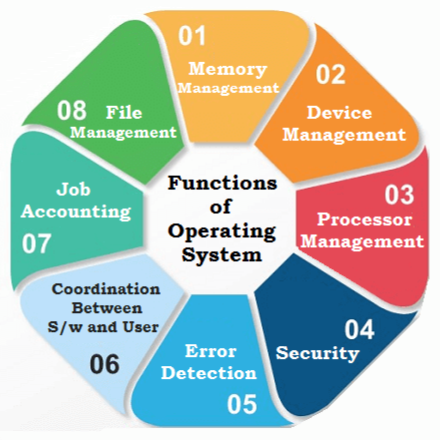 01
Memory
Management
02
Device
Management
03
Processor
Management
04
Security
Error
Detection
05
Coordination
Between
S/w and User
06
Job
Accounting
07
08 File
Management
Functions
of
Operating
System